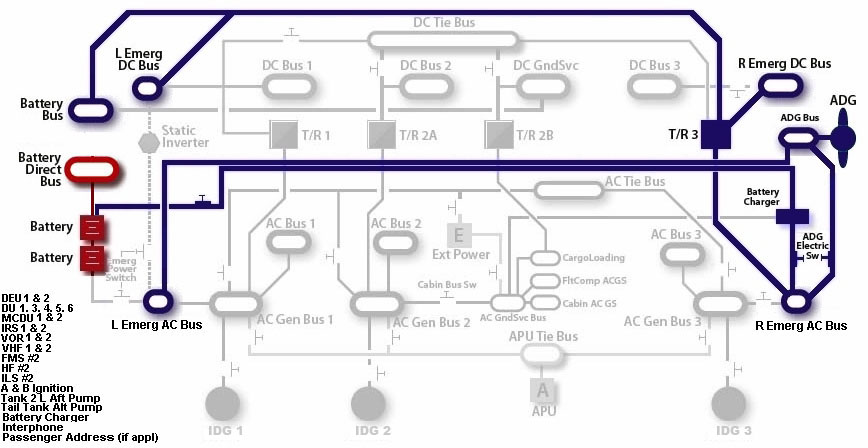 DC Tie Bus
L Emerg
DC Bus
DC Bus 1
DC Bus 2
DC GndSvc
DC Bus 3
R Emerg DC Bus
Battery
Bus
ADG Bus
ADG
Static
Inverter
T/R 1
T/R 2A
T/R 2B
T/R 3
Battery
Direct
Bus
AC Tie Bus
Battery
Charger
Battery
AC Bus 1
AC Bus 2
E
Ext Power
AC Bus 3
ADG
Electric
Sw
Battery
Emerg
Power
Switch
CargoLoading
FltComp ACGS
Cabin AC GS
Cabin Bus Sw
L Emerg AC Bus
AC Gen Bus 1
AC Gen Bus 2
AC GndSvc Bus
AC Gen Bus 3
R Emerg AC Bus
APU Tie Bus
A
APU
IDG 1
IDG 2
IDG 3
DEU 1 & 2
DU 1, 3, 4, 5, 6
MCDU 1 & 2
IRS 1 & 2
VOR 1 & 2
VHF 1 & 2
FMS #2
HF #2
ILS #2
A & B Ignition
Tank 2 L Aft Pump
Tail Tank Alt Pump
Battery Charger
Interphone
Passenger Address (if appl)